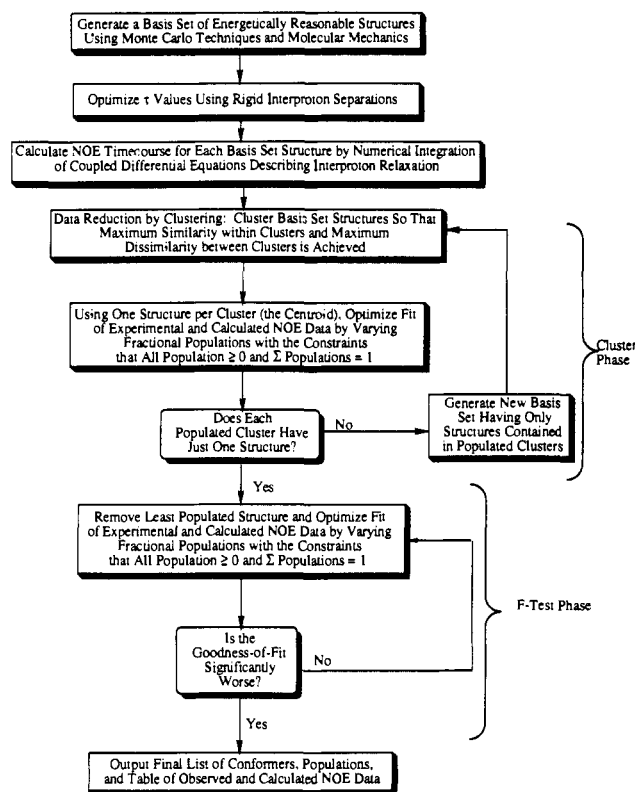 Generate a Basis Set of Energetically Reasonable Structures
Using Monte Carlo Techniques and Molecular Mechanics
Optimize τ Values Using Rigid Interproton Separations
Calculate NOE Timecourse for Each Basis Set Structure by Numerical Integration
of Coupled Differential Equations Describing Interproton Relaxation
Data Reduction by Clustering: Cluster Basis Set Structures So That
Maximum Similarity within Clusters and Maximum
Dissimilarity between Clusters is Achieved
Using One Structure per Cluster (the Centroid), Optimize Fit
of Experimental and Calculated NOE Data by Varying
Fractional Populations with the Constraints
that All Population ≥ 0 and Σ Populations = 1
Cluster
Phase
Does Each
Populated Cluster Have
Just One Structure?
No
Generate New Basis
Set Having Only
Structures Contained
in Populated Clusters
Yes
Remove Least Populated Structure and Optimize Fit
of Experimental and Calculated NOE Data by Varying
Fractional Populations with the Constraints
that All Population ≥ 0 and Σ Populations = 1
F-Test Phase
Is the
Goodness-of-Fit
Significantly
Worse?
No
Yes
Output Final List of Conformers, Populations,
and Table of Observed and Calculated NOE Data